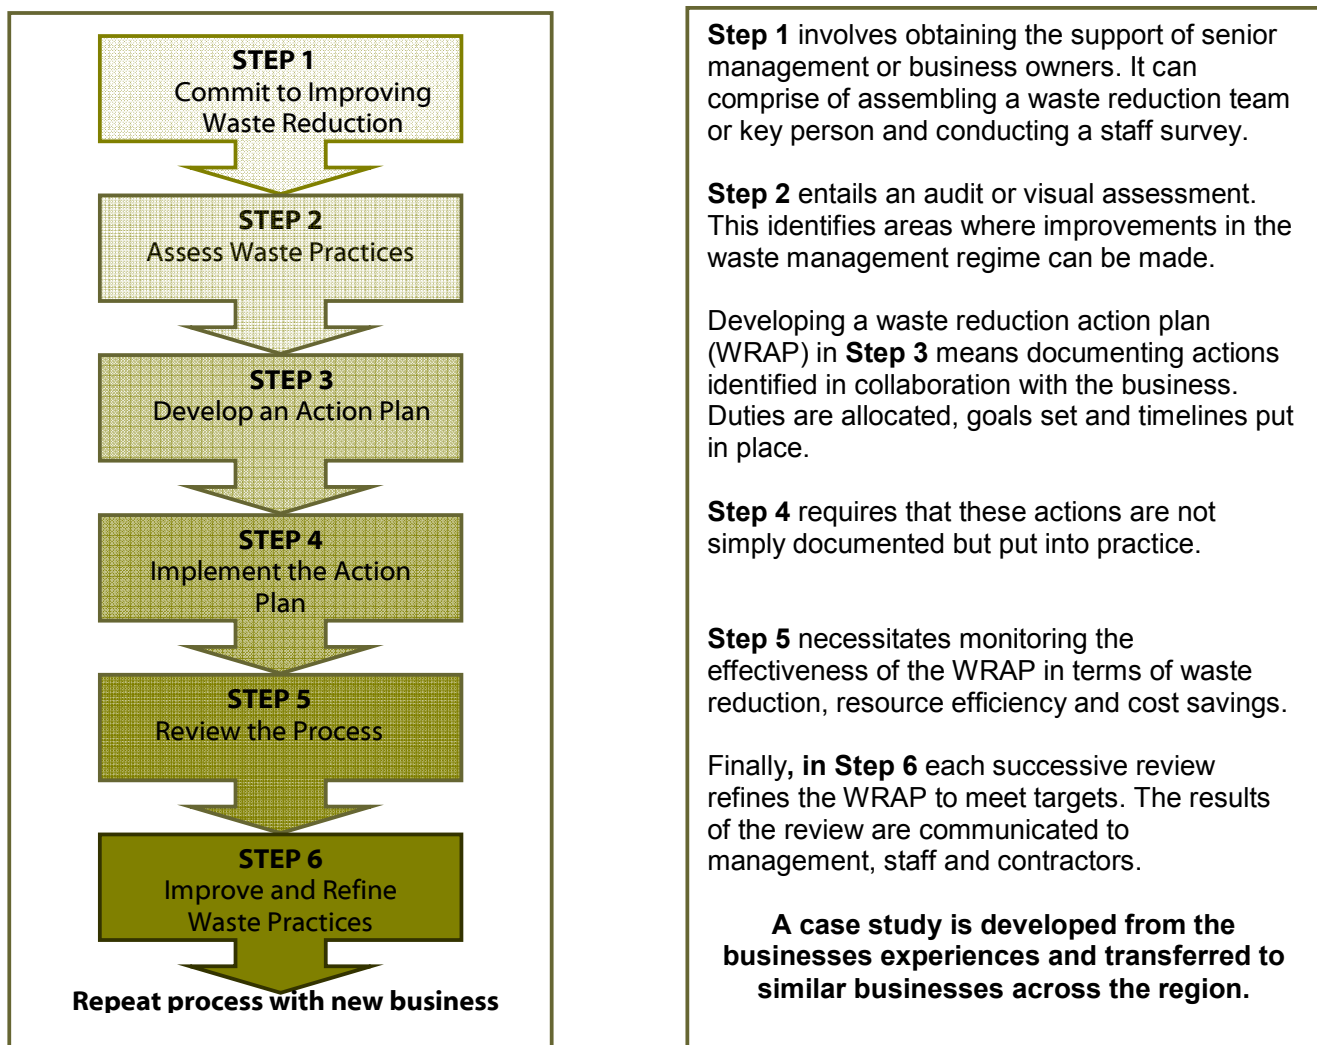 STEP 1
Commit to Improving
Waste Reduction
STEP 2
Assess Waste Practices
STEP 3
Develop an Action Plan
STEP 4
Implement the Action
Plan
STEP 5
Review the Process
STEP 6
Improve and Refine
Waste Practices
Repeat process with new business
Step 1 involves obtaining the support of senior
management or business owners. It can
comprise of assembling a waste reduction team
or key person and conducting a staff survey.
Step 2 entails an audit or visual assessment.
This identifies areas where improvements in the
waste management regime can be made.
Developing a waste reduction action plan
(WRAP) in Step 3 means documenting actions
identified in collaboration with the business.
Duties are allocated, goals set and timelines put
in place.
Step 4 requires that these actions are not
simply documented but put into practice.
Step 5 necessitates monitoring the
effectiveness of the WRAP in terms of waste
reduction, resource efficiency and cost savings.
Finally, in Step 6 each successive review
refines the WRAP to meet targets. The results
of the review are communicated to
management, staff and contractors.
A case study is developed from the
businesses experiences and transferred to
similar businesses across the region.